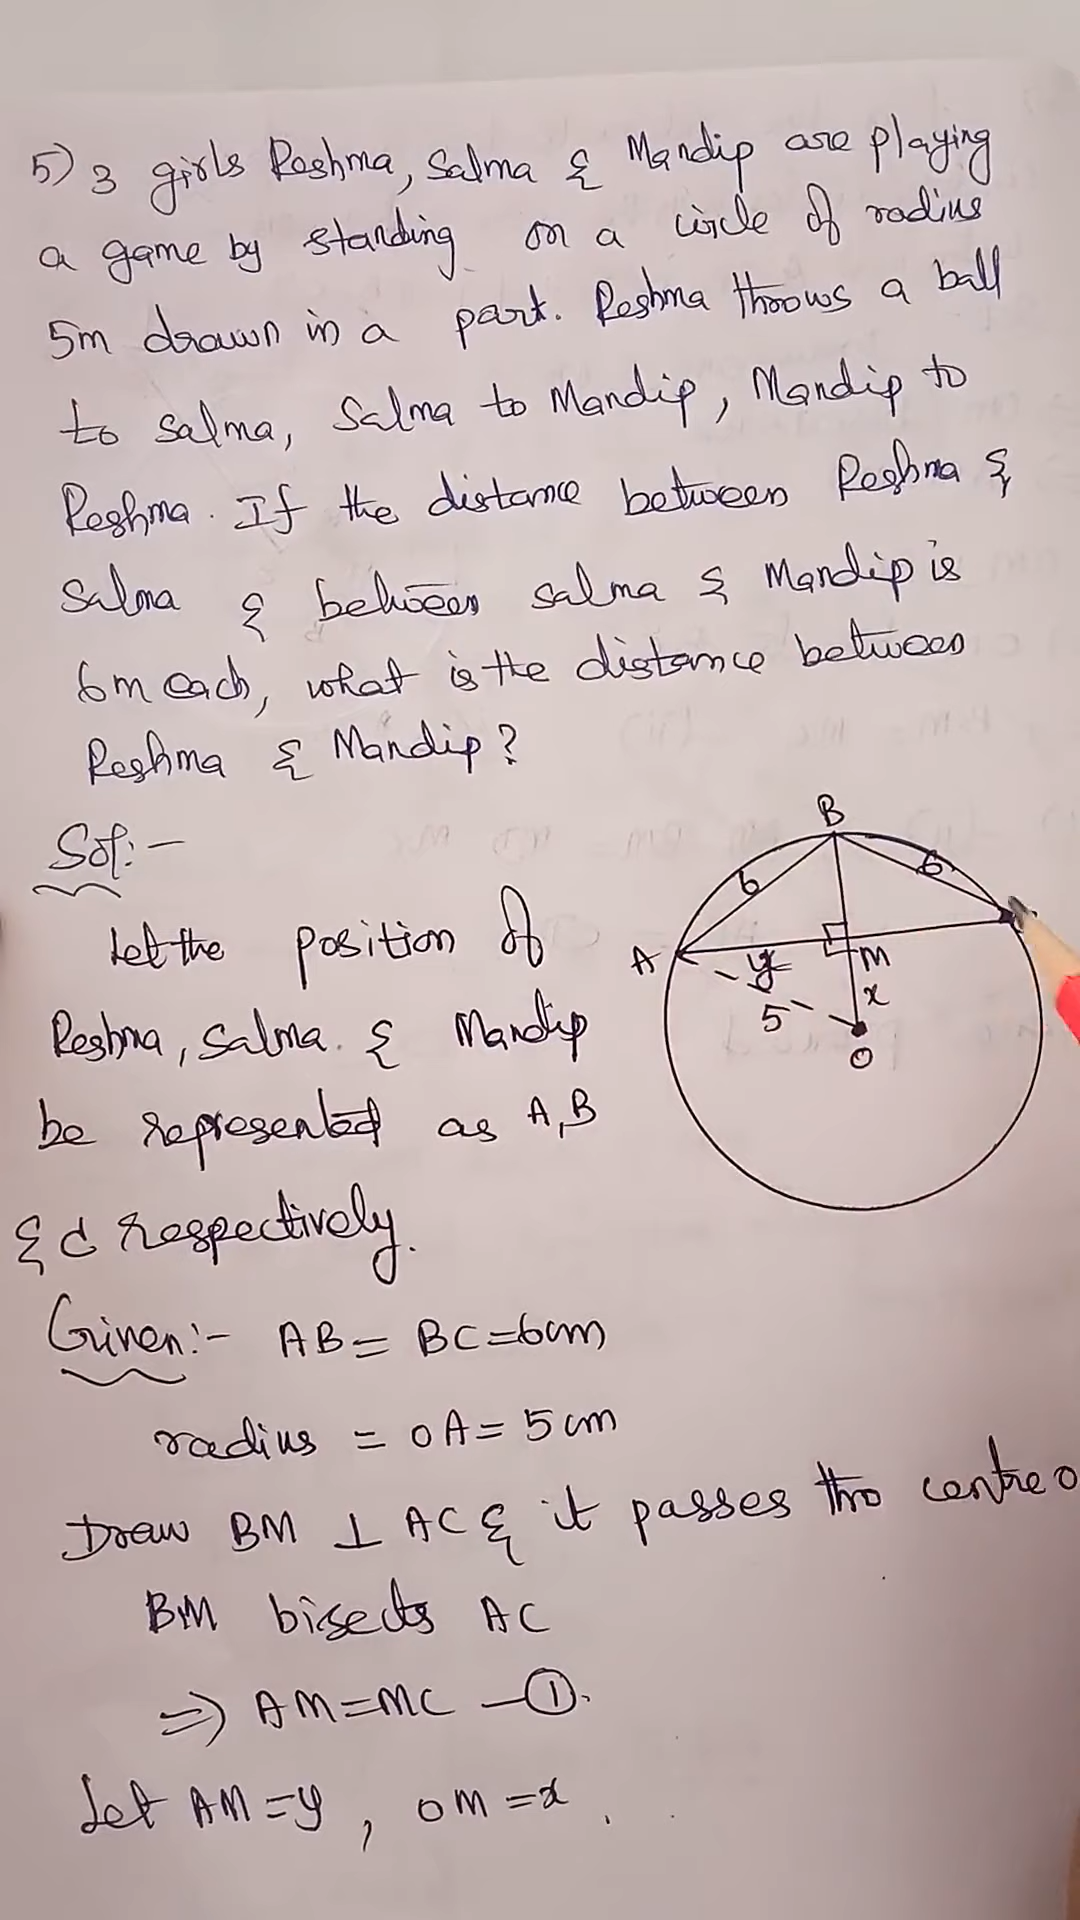 5) 3 girls Reshma, Salma & Mandip are playing
a game by standing on a circle of radius
5m drawn in a park. Reshma throws a ball
to Salma, Salma to Mandip, Mandip to
Reshma. If the distance between Reshma &
Salma & between Salma & Mandip is
6m each, what is the distance between
Reshma & Mandip?
Sol:-
Let the position of
Reshma, Salma. & Mandip
be represented as A,B
& C respectively.
B
6
6
A
y
M
x
5
O
Given:- AB = BC = 6cm
radius = OA = 5cm
Draw BM ⊥ AC & it passes thro centre O
BM bisects AC
⇒ AM = MC —①.
Let AM = y, OM = x.